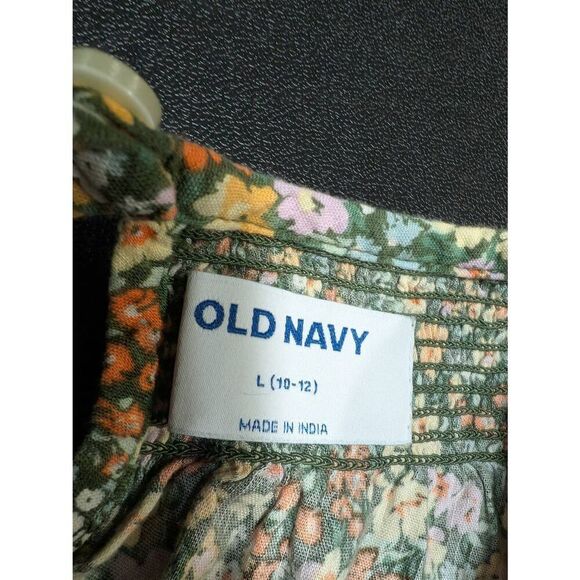 OLD NAVY
L (10-12)
MADE IN INDIA